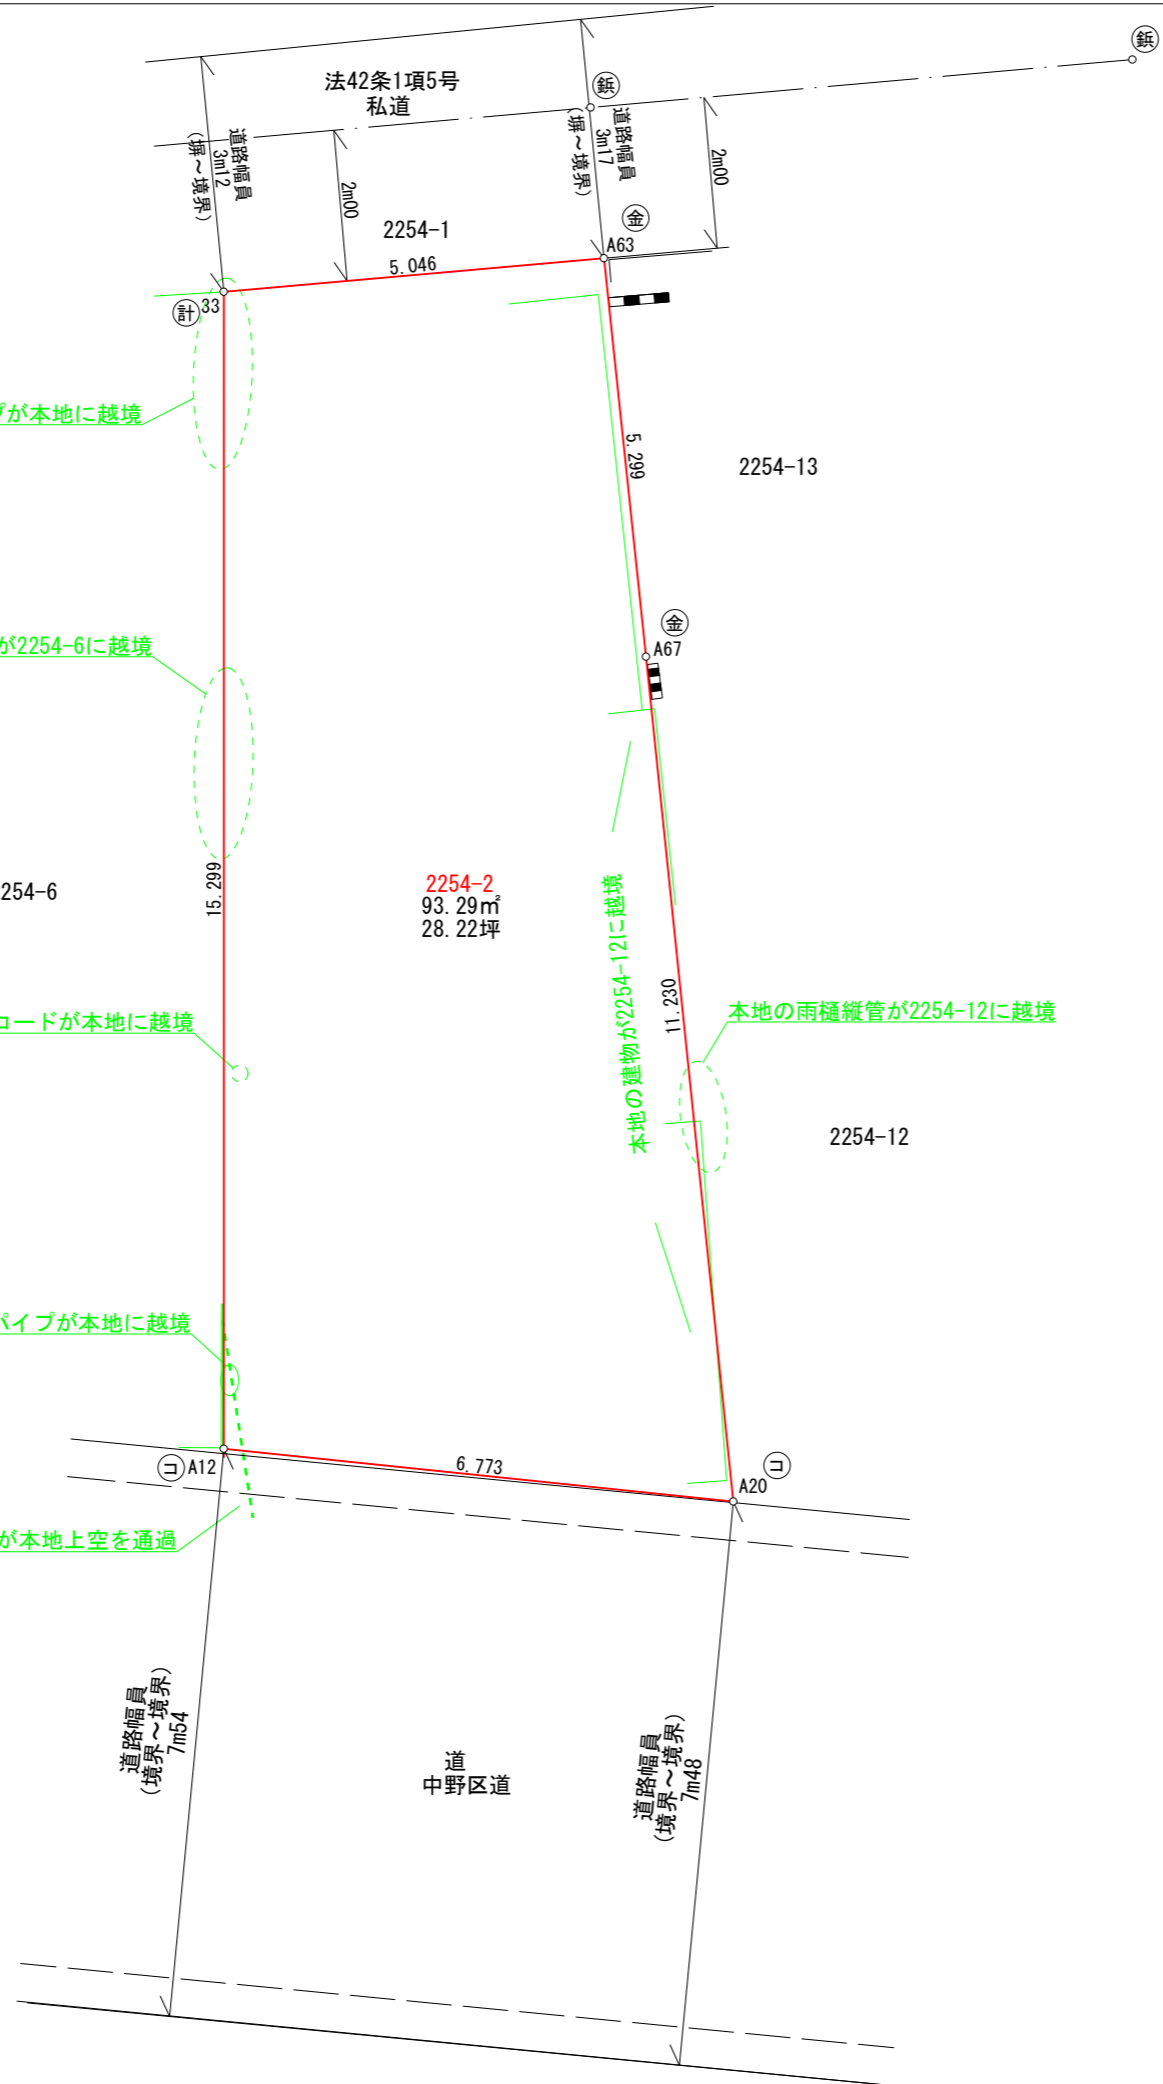 鋲
法42条1項5号
私道
鋲
道路幅員
3m12
(塀～境界)
道路幅員
3m17
(塀～境界)
2m00
2m00
2254-1
金
A63
5.046
計
33
プが本地に越境
5.299
2254-13
金
A67
が2254-6に越境
15.299
2254-2
93.29㎡
28.22坪
254-6
本地の建物が2254-12に越境
11.230
コードが本地に越境
本地の雨樋縦管が2254-12に越境
2254-12
パイプが本地に越境
コ
A12
6.773
コ
A20
が本地上空を通過
道路幅員
(境界～境界)
7m54
道
中野区道
道路幅員
(境界～境界)
7m48